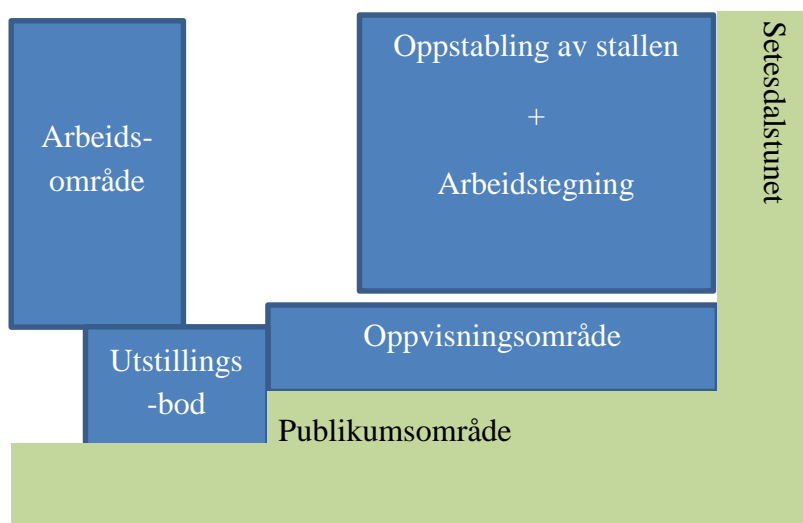 Arbeids-
område
Oppstabling av stallen
+
Arbeidstegning
Setesdalstunet
Utstillings
-bod
Oppvisningsområde
Publikumsområde